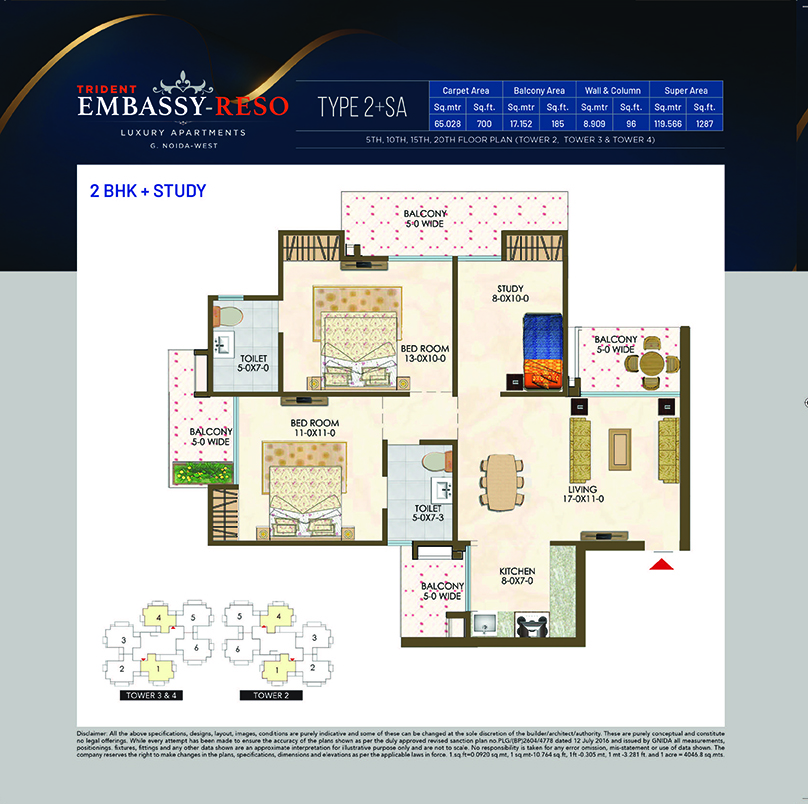 TRIDENT
EMBASSY-RESO
LUXURY APARTMENTS
G. NOIDA-WEST
TYPE 2+SA
Carpet Area Balcony Area Wall & Column Super Area
Sq.mtr Sq.ft. Sq.mtr Sq.ft. Sq.mtr Sq.ft. Sq.mtr Sq.ft.
65.028 700 17.152 185 8.909 96 119.566 1287
5TH, 10TH, 15TH, 20TH FLOOR PLAN (TOWER 2, TOWER 3 & TOWER 4)
2 BHK + STUDY
BALCONY
5-0 WIDE
STUDY
8-0X10-0
BED ROOM
13-0X10-0
TOILET
5-0X7-0
BALCONY
5-0 WIDE
BED ROOM
11-0X11-0
BALCONY
5-0 WIDE
TOILET
5-0X7-3
LIVING
17-0X11-0
KITCHEN
8-0X7-0
BALCONY
5-0 WIDE
4 5
3 6
2 1
TOWER 3 & 4
5 4
6 3
1 2
TOWER 2
Disclaimer: All the above specifications, designs, layout, images, conditions are purely indicative and some of these can be changed at the sole discretion of the builder/architect/authority. These are purely conceptual and constitute
no legal offerings. While every attempt has been made to ensure the accuracy of the plans shown as per the duly approved revised sanction plan no.PLG/(BP)2604/4778 dated 12 July 2016 and issued by GNIDA all measurements,
positionings. fixtures, fittings and any other data shown are an approximate interpretation for illustrative purpose only and are not to scale. No responsibility is taken for any error omission, mis-statement or use of data shown. The
company reserves the right to make changes in the plans, specifications, dimensions and elevations as per the applicable laws in force. 1.sq.ft=0.0920 sq mt, 1 sq mt-10.764 sq ft, 1ft -0.305 mt, 1 mt -3.281 ft. and 1 acre = 4046.8 sq.mts.